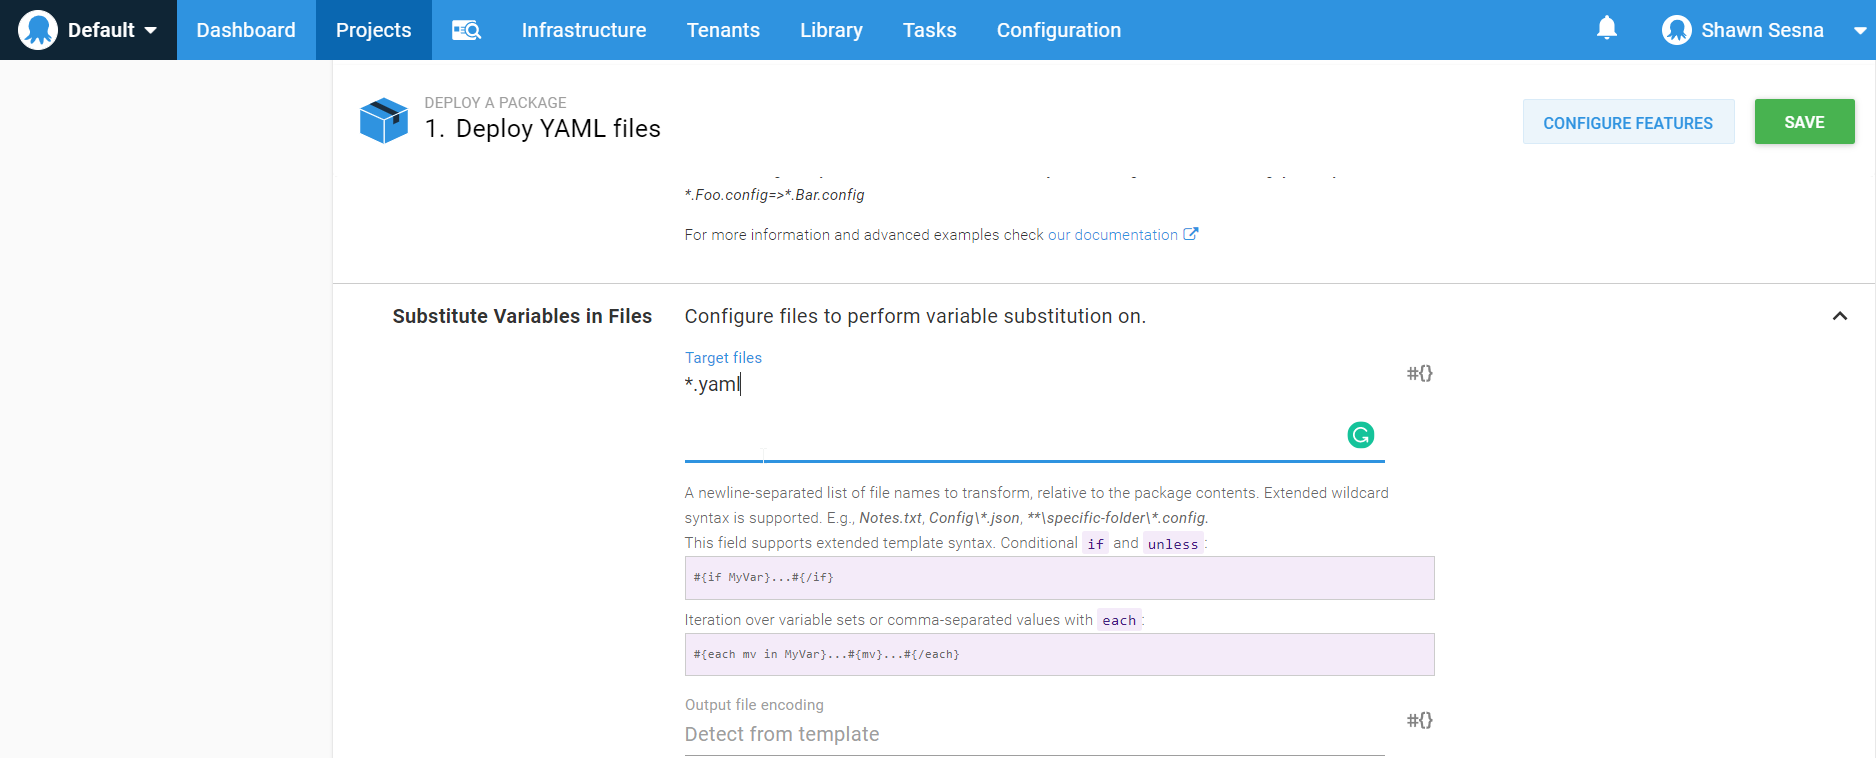 Default
Dashboard
Projects
Infrastructure
Tenants
Library
Tasks
Configuration
Shawn Sesna
DEPLOY A PACKAGE
1. Deploy YAML files
CONFIGURE FEATURES
SAVE
*.Foo.config=>*.Bar.config
For more information and advanced examples check our documentation
Substitute Variables in Files
Configure files to perform variable substitution on.
Target files
*.yaml
#{}
A newline-separated list of file names to transform, relative to the package contents. Extended wildcard
syntax is supported. E.g., Notes.txt, Config\*.json, **\specific-folder\*.config.
This field supports extended template syntax. Conditional if and unless:
#{if MyVar}...#{/if}
Iteration over variable sets or comma-separated values with each:
#{each mv in MyVar}...#{mv}...#{/each}
Output file encoding
Detect from template
#{}